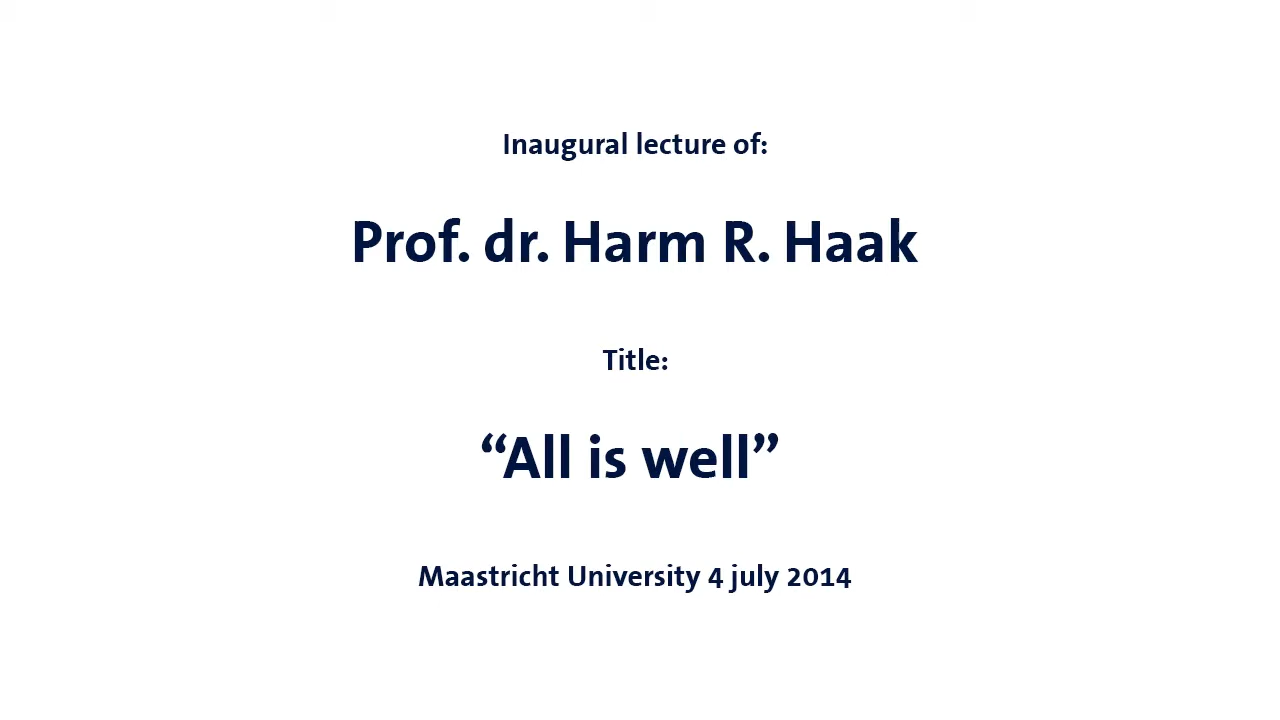 Inaugural lecture of:
Prof. dr. Harm R. Haak
Title:
“All is well”
Maastricht University 4 july 2014